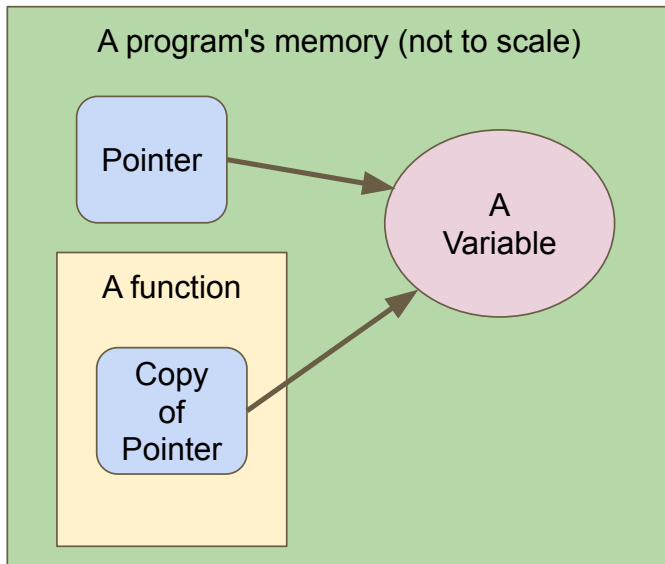 A program's memory (not to scale)
Pointer
A
Variable
A function
Copy
of
Pointer